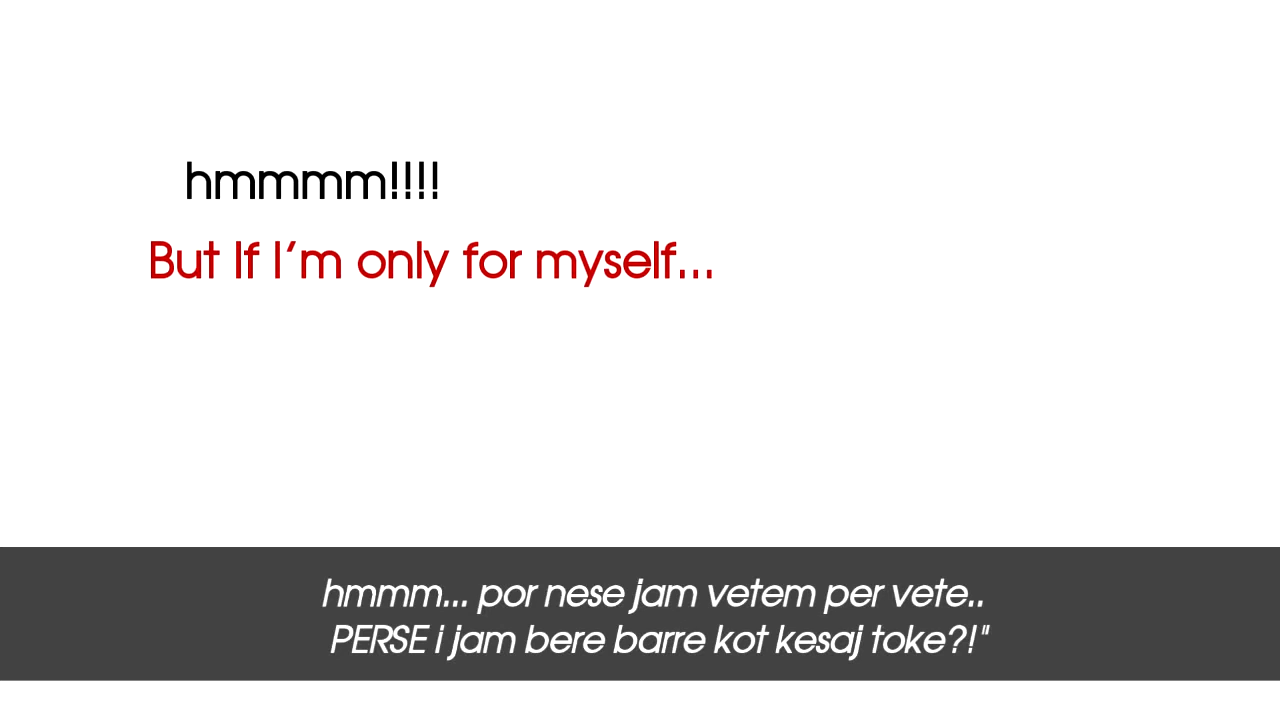 hmmmm!!!!
But If I'm only for myself...
hmmm... por nese jam vetem per vete..
PERSE i jam bere barre kot kesaj toke?!"